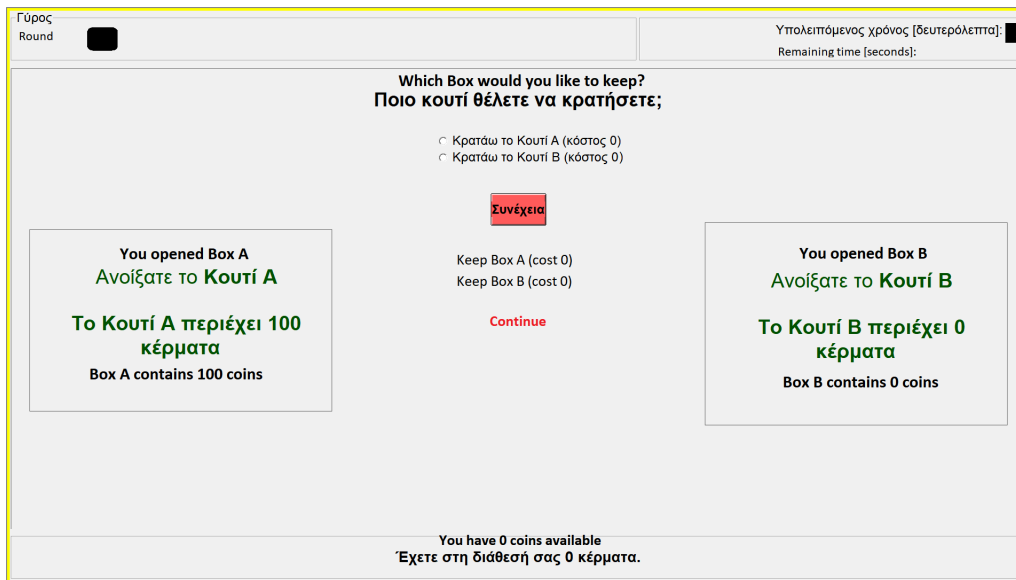 Γύρος
Round
Υπολειπόμενος χρόνος [δευτερόλεπτα]:
Remaining time [seconds]:
Which Box would you like to keep?
Ποιο κουτί θέλετε να κρατήσετε;
Κρατάω το Κουτί Α (κόστος 0)
Κρατάω το Κουτί Β (κόστος 0)
Συνέχεια
You opened Box A
Ανοίξατε το Κουτί Α
Το Κουτί Α περιέχει 100
κέρματα
Box A contains 100 coins
Keep Box A (cost 0)
Keep Box B (cost 0)
Continue
You opened Box B
Ανοίξατε το Κουτί Β
Το Κουτί Β περιέχει 0
κέρματα
Box B contains 0 coins
You have 0 coins available
Έχετε στη διάθεσή σας 0 κέρματα.